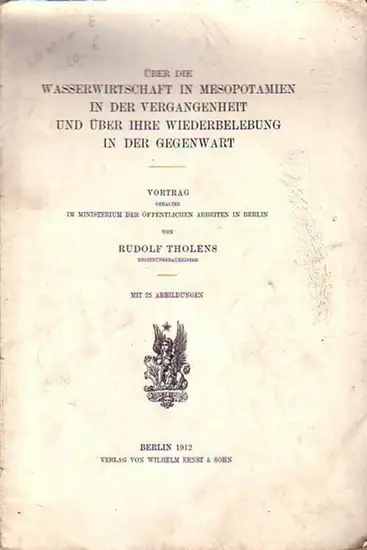 ÜBER DIE
WASSERWIRTSCHAFT IN MESOPOTAMIEN
IN DER VERGANGENHEIT
UND ÜBER IHRE WIEDERBELEBUNG
IN DER GEGENWART
VORTRAG
GEHALTEN
IM MINISTERIUM DER ÖFFENTLICHEN ARBEITEN IN BERLIN
VON
RUDOLF THOLENS
REGIERUNGSBAUMEISTER
MIT 25 ABBILDUNGEN
BERLIN 1912
VERLAG VON WILHELM ERNST & SOHN